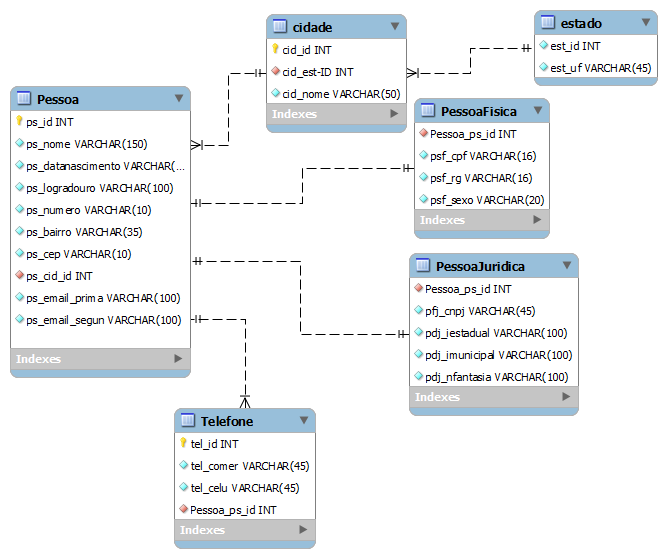 cidade
cid_id INT
cid_est-ID INT
cid_nome VARCHAR(50)
Indexes
estado
est_id INT
est_uf VARCHAR(45)
Pessoa
ps_id INT
ps_nome VARCHAR(150)
ps_datanascimento VARCHAR(...
ps_logradouro VARCHAR(100)
ps_numero VARCHAR(10)
ps_bairro VARCHAR(35)
ps_cep VARCHAR(10)
ps_cid_id INT
ps_email_prima VARCHAR(100)
ps_email_segun VARCHAR(100)
Indexes
PessoaFisica
Pessoa_ps_id INT
psf_cpf VARCHAR(16)
psf_rg VARCHAR(16)
psf_sexo VARCHAR(20)
Indexes
PessoaJuridica
Pessoa_ps_id INT
pfj_cnpj VARCHAR(45)
pdj_iestadual VARCHAR(100)
pdj_imunicipal VARCHAR(100)
pdj_nfantasia VARCHAR(100)
Indexes
Telefone
tel_id INT
tel_comer VARCHAR(45)
tel_celu VARCHAR(45)
Pessoa_ps_id INT
Indexes